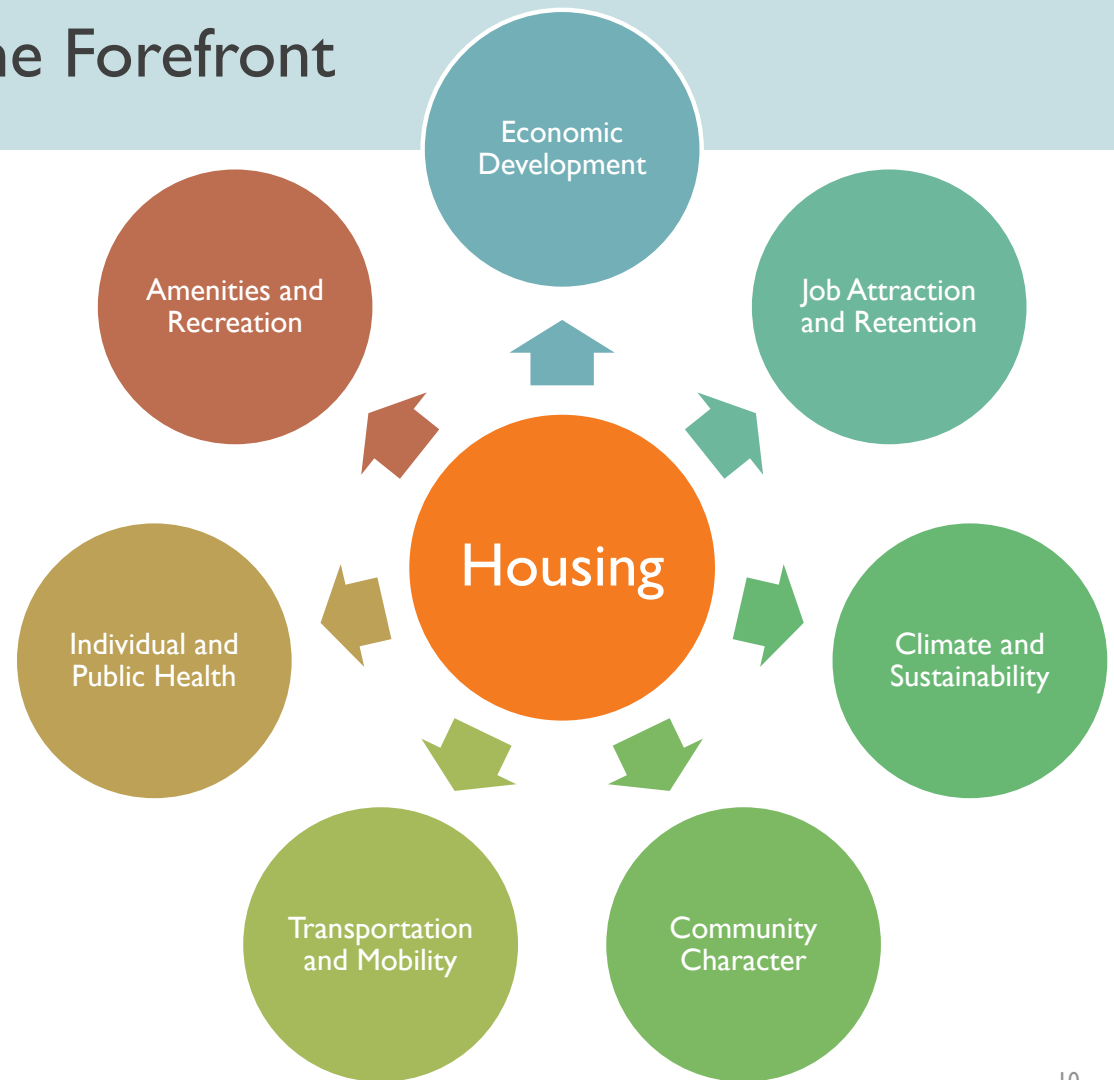 ne Forefront
Economic
Development
Job Attraction
and Retention
Climate and
Sustainability
Community
Character
Transportation
and Mobility
Individual and
Public Health
Amenities and
Recreation
Housing
10